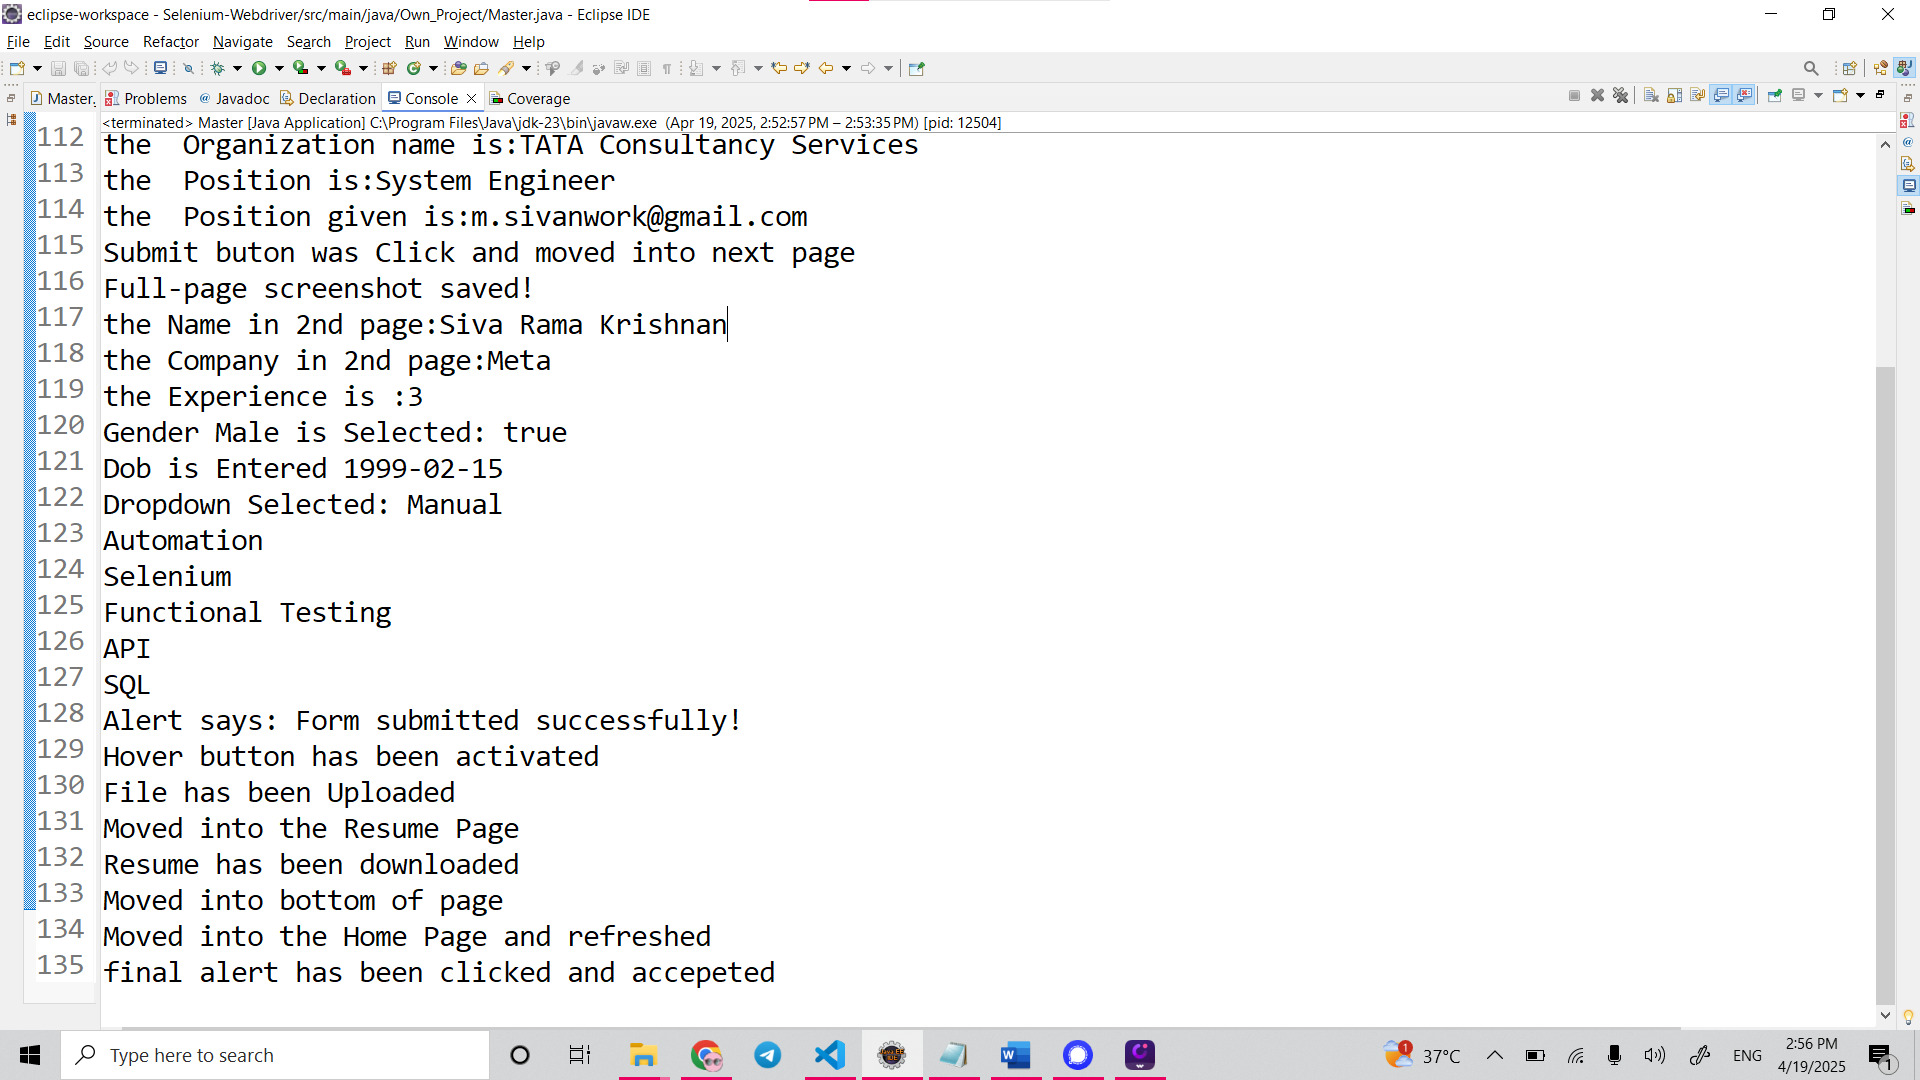 eclipse-workspace - Selenium-Webdriver/src/main/java/Own_Project/Master.java - Eclipse IDE
File Edit Source Refactor Navigate Search Project Run Window Help
Master. Problems @ Javadoc Declaration Console Coverage
<terminated> Master [Java Application] C:\Program Files\Java\jdk-23\bin\javaw.exe (Apr 19, 2025, 2:52:57 PM – 2:53:35 PM) [pid: 12504]
112 the  Organization name is:TATA Consultancy Services
113 the  Position is:System Engineer
114 the  Position given is:m.sivanwork@gmail.com
115 Submit buton was Click and moved into next page
116 Full-page screenshot saved!
117 the Name in 2nd page:Siva Rama Krishnan
118 the Company in 2nd page:Meta
119 the Experience is :3
120 Gender Male is Selected: true
121 Dob is Entered 1999-02-15
122 Dropdown Selected: Manual
123 Automation
124 Selenium
125 Functional Testing
126 API
127 SQL
128 Alert says: Form submitted successfully!
129 Hover button has been activated
130 File has been Uploaded
131 Moved into the Resume Page
132 Resume has been downloaded
133 Moved into bottom of page
134 Moved into the Home Page and refreshed
135 final alert has been clicked and accepeted
Type here to search
1 37°C ENG 2:56 PM
4/19/2025 1